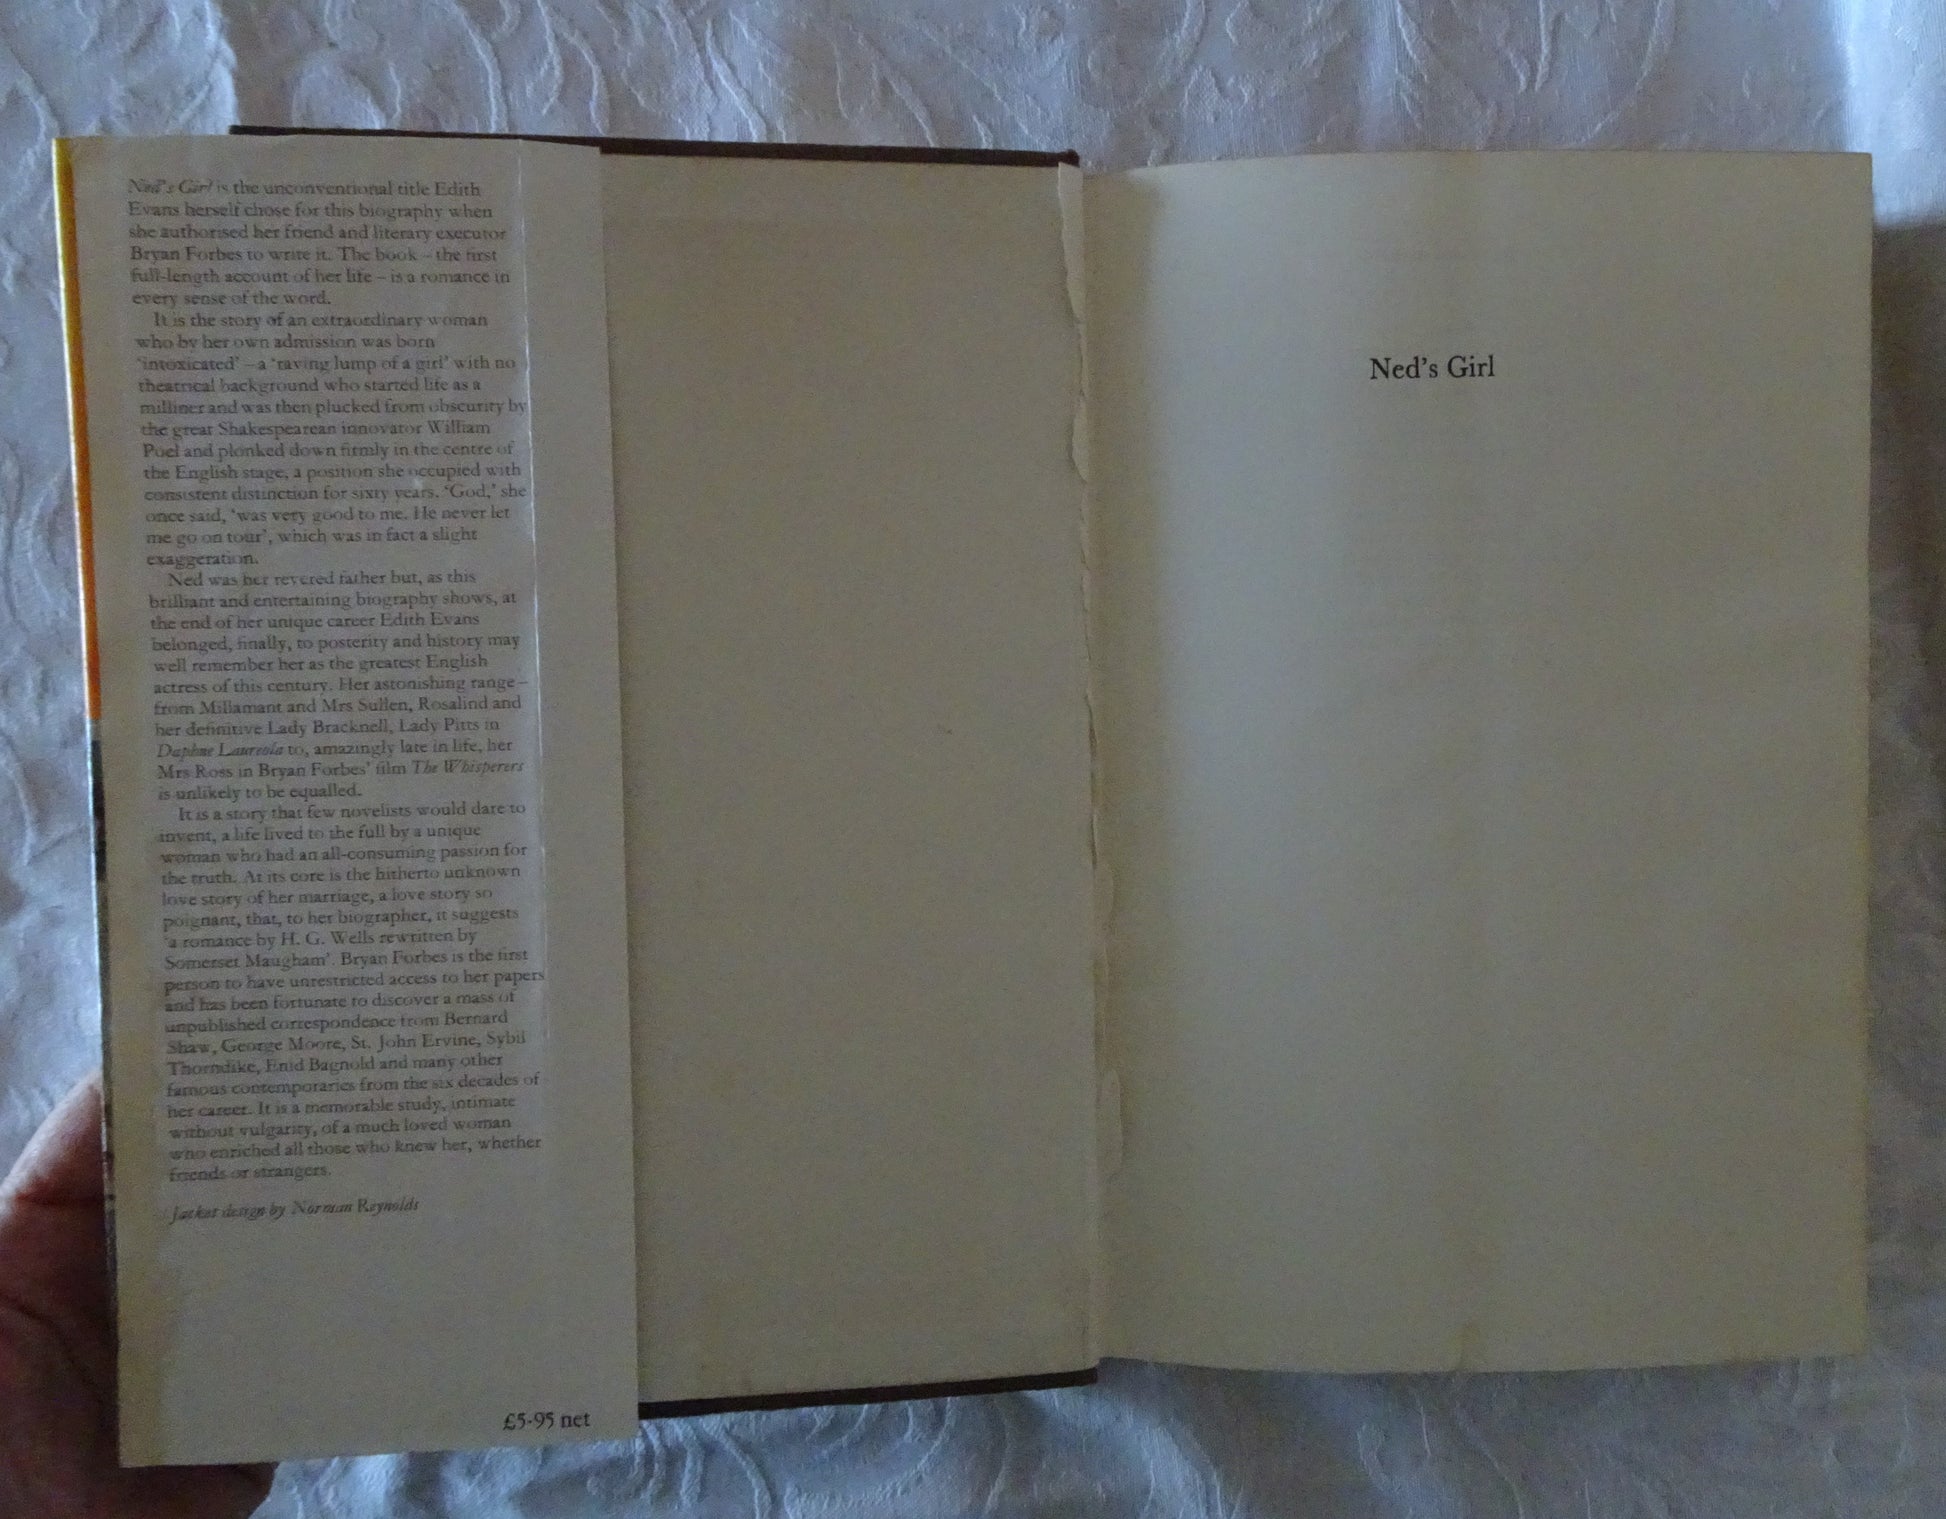 Ned's Girl is the unconventional title Edith
Evans herself chose for this biography when
she authorised her friend and literary executor
Bryan Forbes to write it. The book – the first
full-length account of her life – is a romance in
every sense of the word.
It is the story of an extraordinary woman
who by her own admission was born
'intoxicated' – a 'raving lump of a girl' with no
theatrical background who started life as a
milliner and was then plucked from obscurity by
the great Shakespearean innovator William
Poel and plonked down firmly in the centre of
the English stage, a position she occupied with
consistent distinction for sixty years. 'God,' she
once said, 'was very good to me. He never let
me go on tour', which was in fact a slight
exaggeration.
Ned was her revered father but, as this
brilliant and entertaining biography shows, at
the end of her unique career Edith Evans
belonged, finally, to posterity and history may
well remember her as the greatest English
actress of this century. Her astonishing range –
from Millamant and Mrs Sullen, Rosalind and
her definitive Lady Bracknell, Lady Pitts in
Daphne Laureola to, amazingly late in life, her
Mrs Ross in Bryan Forbes' film The Whisperers
is unlikely to be equalled.
It is a story that few novelists would dare to
invent, a life lived to the full by a unique
woman who had an all-consuming passion for
the truth. At its core is the hitherto unknown
love story of her marriage, a love story so
poignant, that, to her biographer, it suggests
'a romance by H. G. Wells rewritten by
Somerset Maugham'. Bryan Forbes is the first
person to have unrestricted access to her papers
and has been fortunate to discover a mass of
unpublished correspondence from Bernard
Shaw, George Moore, St. John Ervine, Sybil
Thorndike, Enid Bagnold and many other
famous contemporaries from the six decades of
her career. It is a memorable study, intimate
without vulgarity, of a much loved woman
who enriched all those who knew her, whether
friends or strangers.
Jacket design by Norman Reynolds
£5·95 net
Ned's Girl